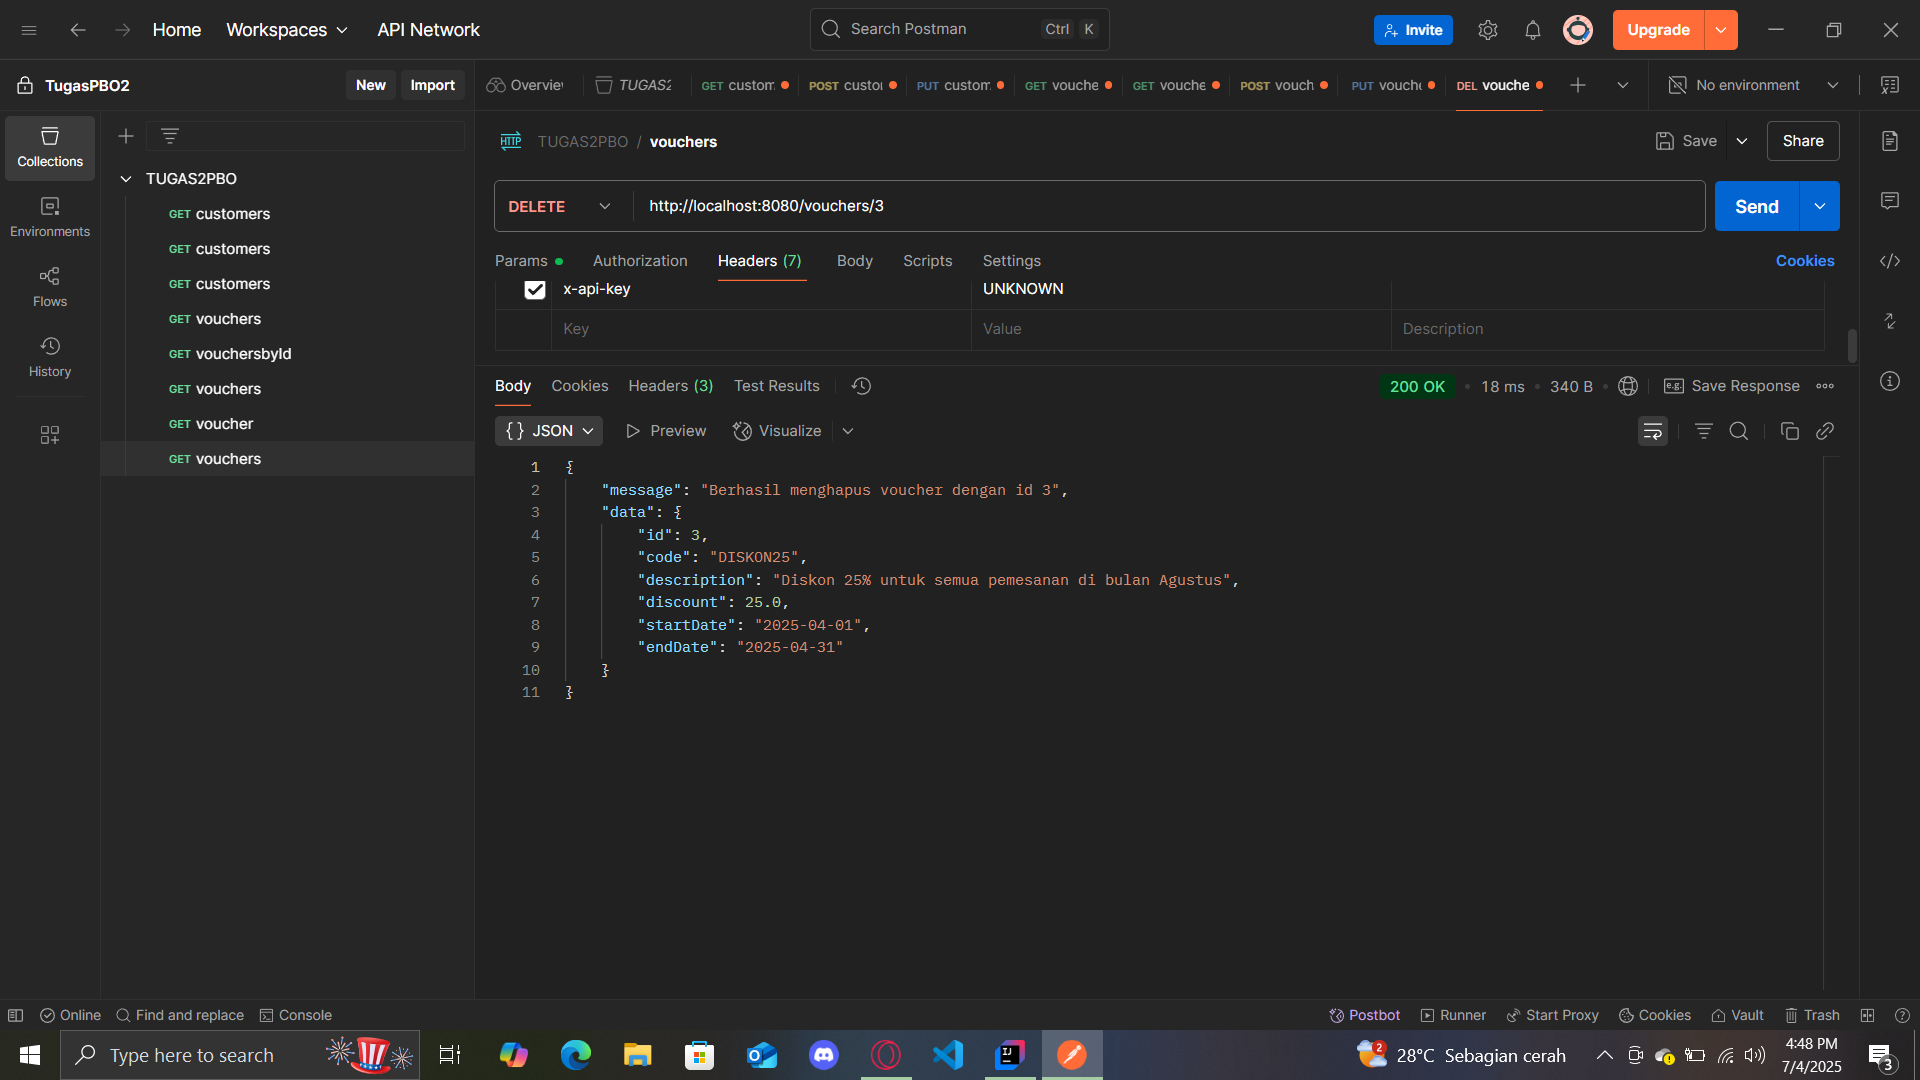 Home Workspaces API Network Search Postman Ctrl K Invite Upgrade
TugasPBO2 New Import Overview TUGAS2 GET custom POST custo PUT custom GET vouche GET vouche POST vouch PUT vouch DEL vouche No environment
Collections
Environments
Flows
History
TUGAS2PBO
GET customers
GET customers
GET customers
GET vouchers
GET vouchersbyId
GET vouchers
GET voucher
GET vouchers
HTTP TUGAS2PBO / vouchers Save Share
DELETE http://localhost:8080/vouchers/3 Send
Params Authorization Headers (7) Body Scripts Settings Cookies
x-api-key UNKNOWN
Key Value Description
Body Cookies Headers (3) Test Results 200 OK 18 ms 340 B e.g. Save Response
{} JSON Preview Visualize
1 {
2 "message": "Berhasil menghapus voucher dengan id 3",
3 "data": {
4 "id": 3,
5 "code": "DISKON25",
6 "description": "Diskon 25% untuk semua pemesanan di bulan Agustus",
7 "discount": 25.0,
8 "startDate": "2025-04-01",
9 "endDate": "2025-04-31"
10 }
11 }
Online Find and replace Console Postbot Runner Start Proxy Cookies Vault Trash
Type here to search 2 28°C Sebagian cerah 4:48 PM
7/4/2025 3